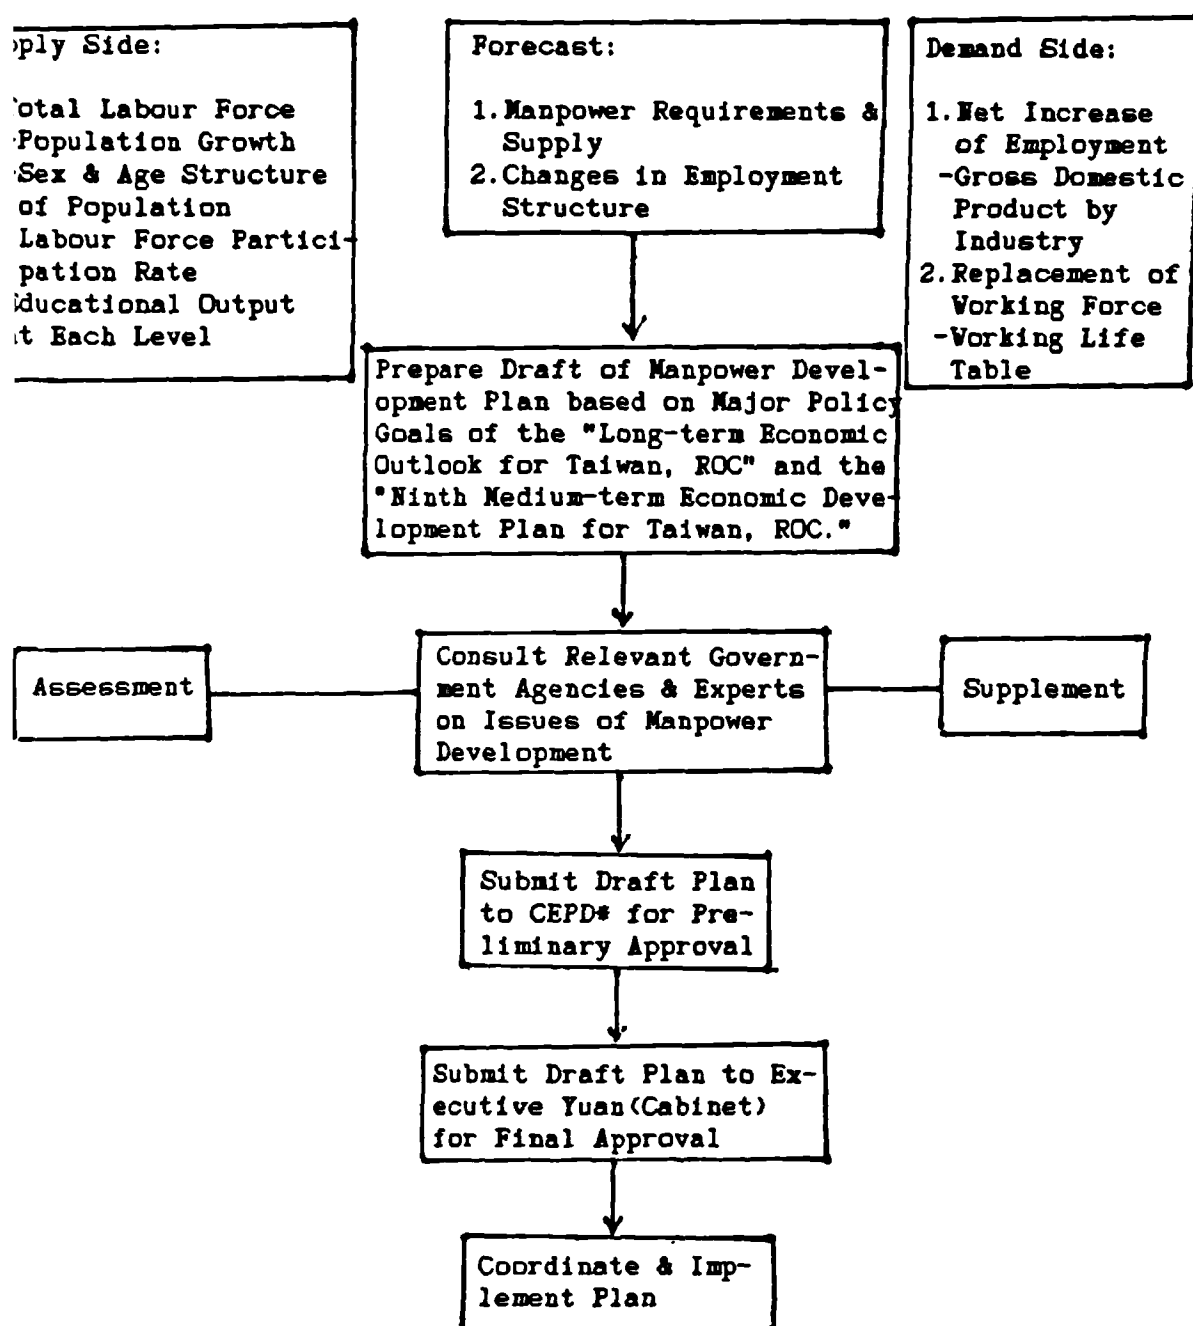 pply Side:
Total Labour Force
-Population Growth
-Sex & Age Structure
of Population
Labour Force Partici-
pation Rate
Educational Output
at Each Level
Forecast:
1.Manpower Requirements &
Supply
2.Changes in Employment
Structure
Demand Side:
1.Net Increase
of Employment
-Gross Domestic
Product by
Industry
2.Replacement of
Working Force
-Working Life
Table
Prepare Draft of Manpower Devel-
opment Plan based on Major Policy
Goals of the "Long-term Economic
Outlook for Taiwan, ROC" and the
"Ninth Medium-term Economic Deve-
lopment Plan for Taiwan, ROC."
Assessment
Consult Relevant Govern-
ment Agencies & Experts
on Issues of Manpower
Development
Supplement
Submit Draft Plan
to CEPD* for Pre-
liminary Approval
Submit Draft Plan to Ex-
ecutive Yuan(Cabinet)
for Final Approval
Coordinate & Imp-
lement Plan